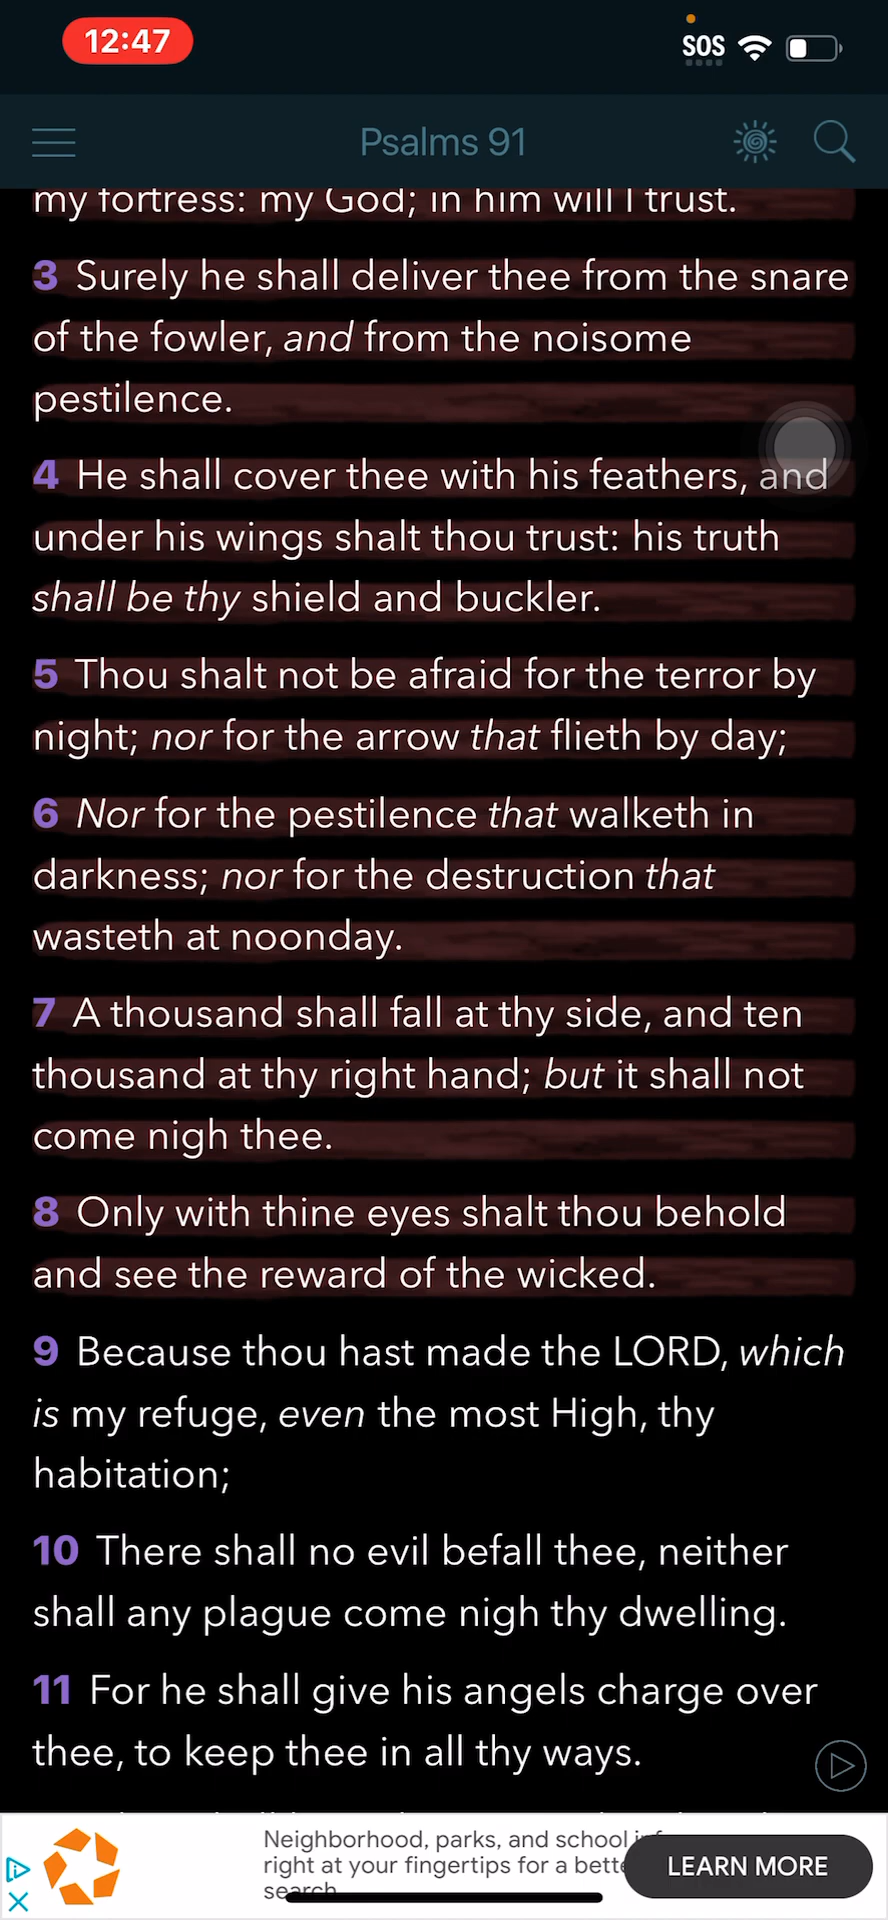 12:47
SOS
Psalms 91
my fortress: my God; in him will I trust.
3 Surely he shall deliver thee from the snare
of the fowler, and from the noisome
pestilence.
4 He shall cover thee with his feathers, and
under his wings shalt thou trust: his truth
shall be thy shield and buckler.
5 Thou shalt not be afraid for the terror by
night; nor for the arrow that flieth by day;
6 Nor for the pestilence that walketh in
darkness; nor for the destruction that
wasteth at noonday.
7 A thousand shall fall at thy side, and ten
thousand at thy right hand; but it shall not
come nigh thee.
8 Only with thine eyes shalt thou behold
and see the reward of the wicked.
9 Because thou hast made the LORD, which
is my refuge, even the most High, thy
habitation;
10 There shall no evil befall thee, neither
shall any plague come nigh thy dwelling.
11 For he shall give his angels charge over
thee, to keep thee in all thy ways.
Neighborhood, parks, and school
right at your fingertips for a
search
LEARN MORE